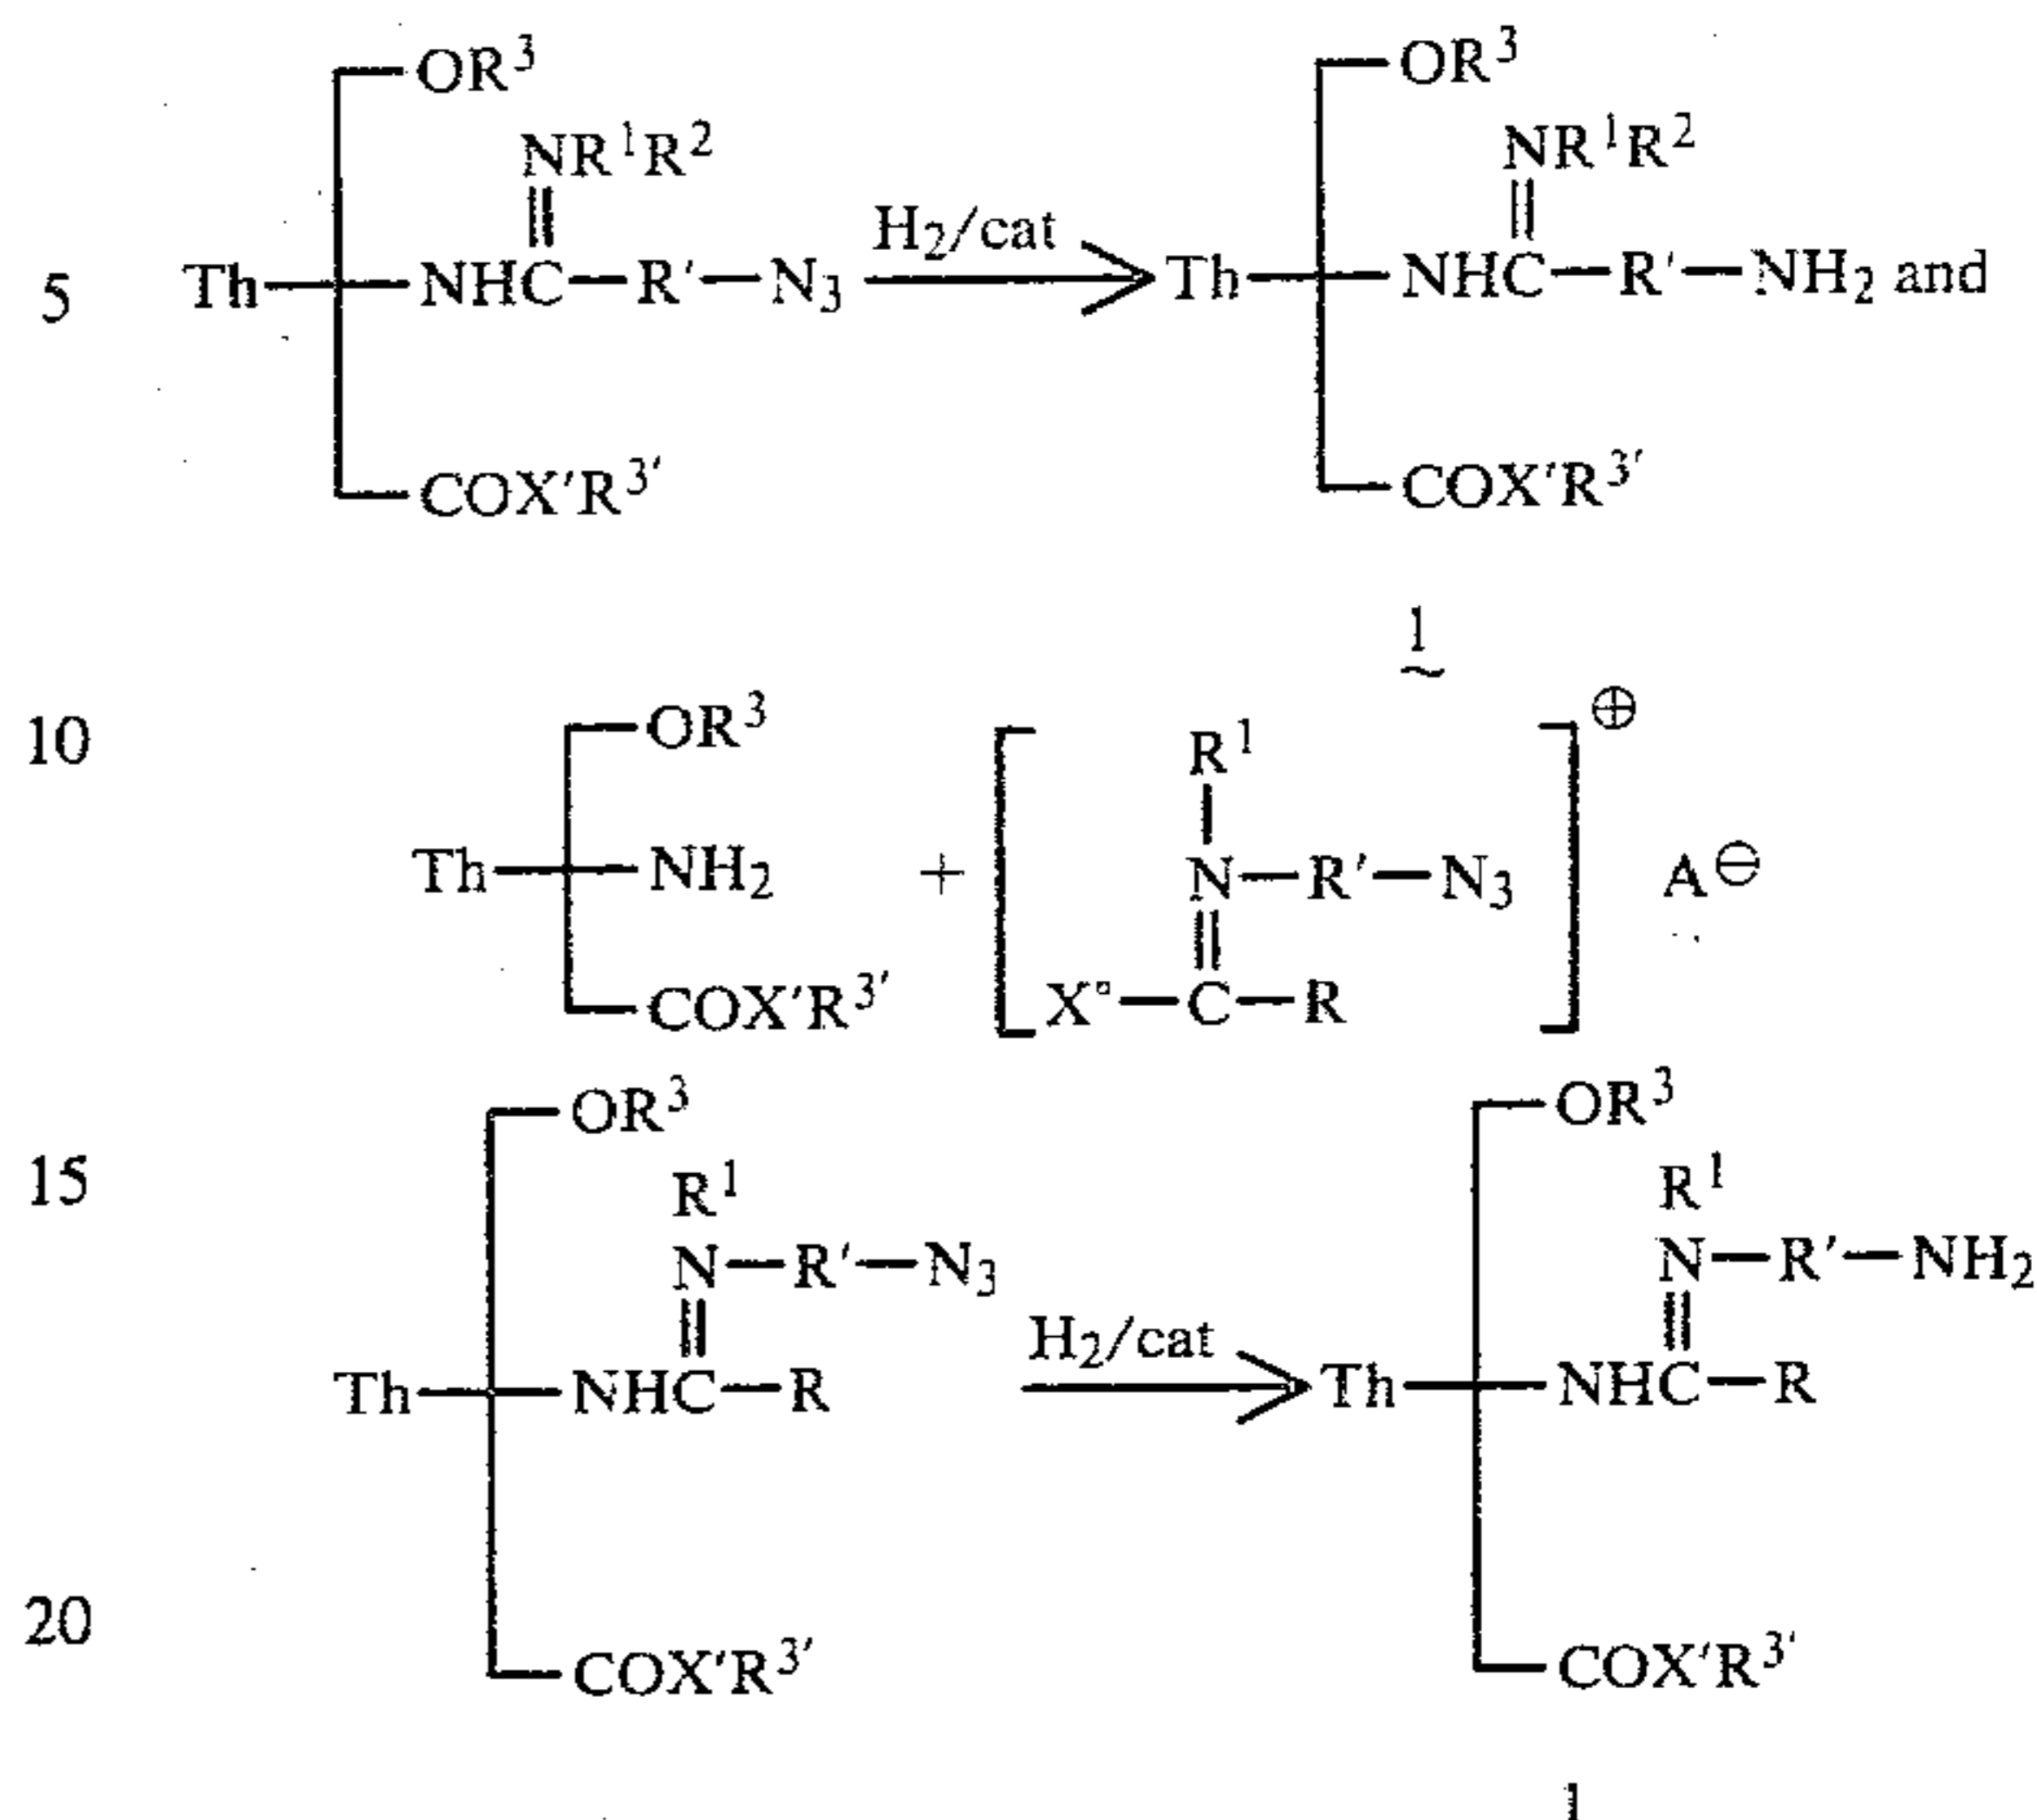 OR³ OR³
NR¹R² NR¹R²
H₂/cat
5 Th NHC—R'—N₃ Th NHC—R'—NH₂ and
COX'R³' COX'R³'
1
OR³ ⊕
10 R¹
Th NH₂ + N—R'—N₃ A⊖
X°—C—R
COX'R³'
OR³ OR³
15 R¹ R¹
N—R'—N₃ N—R'—NH₂
H₂/cat
Th NHC—R Th NHC—R
20 COX'R³' COX'R³'
1